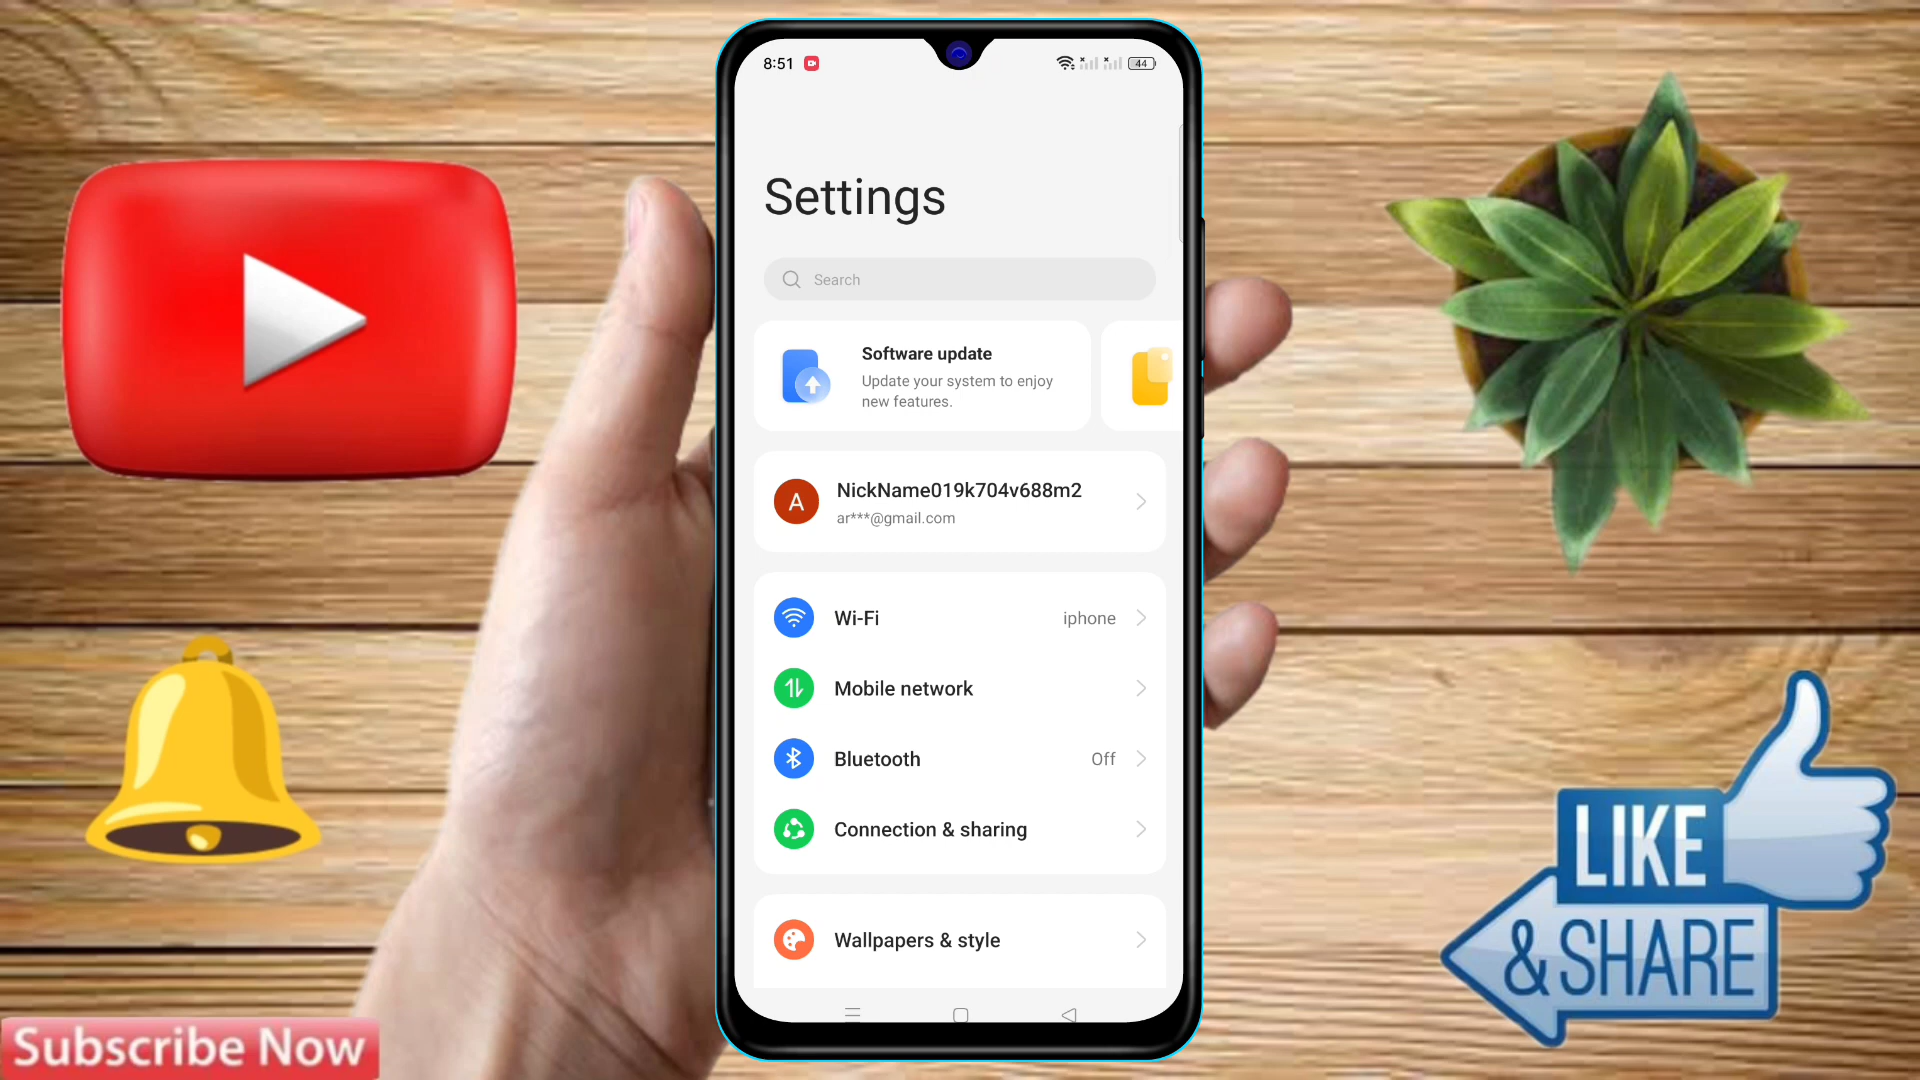 8:51
44
Settings
Search
Software update
Update your system to enjoy
new features.
A
NickName019k704v688m2
ar***@gmail.com
Wi-Fi
iphone
Mobile network
Bluetooth
Off
Connection & sharing
Wallpapers & style
LIKE
& SHARE
Subscribe Now